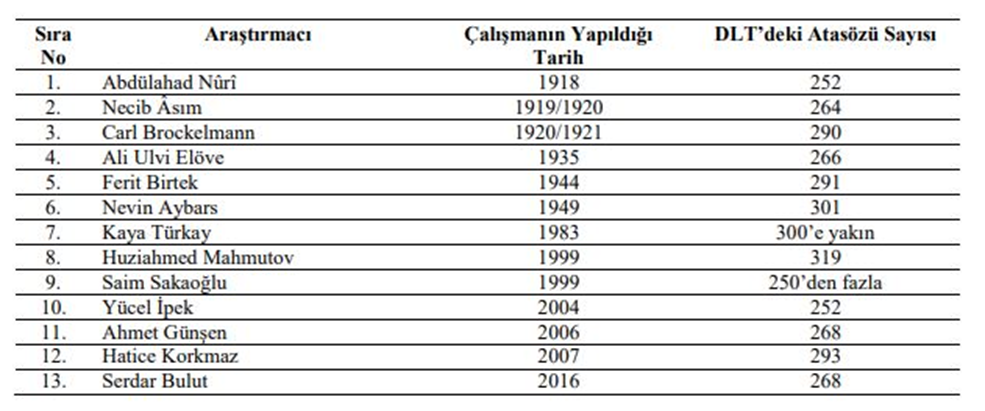 Sıra No Araştırmacı Çalışmanın Yapıldığı Tarih DLT’deki Atasözü Sayısı
1. Abdülahad Nûrî 1918 252
2. Necib Âsım 1919/1920 264
3. Carl Brockelmann 1920/1921 290
4. Ali Ulvi Elöve 1935 266
5. Ferit Birtek 1944 291
6. Nevin Aybars 1949 301
7. Kaya Türkay 1983 300’e yakın
8. Huziahmed Mahmutov 1999 319
9. Saim Sakaoğlu 1999 250’den fazla
10. Yücel İpek 2004 252
11. Ahmet Günşen 2006 268
12. Hatice Korkmaz 2007 293
13. Serdar Bulut 2016 268